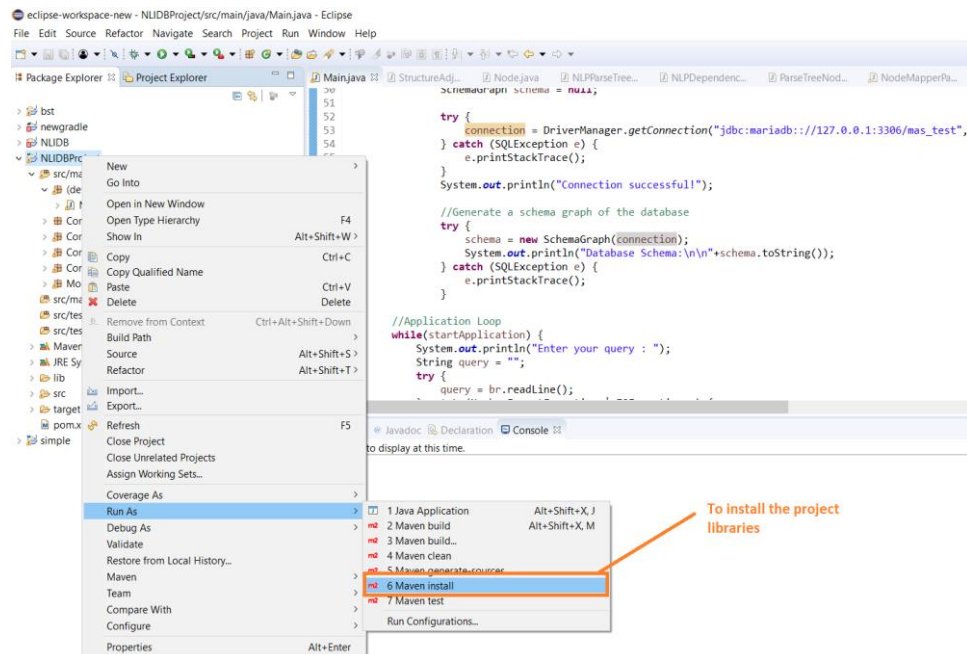 eclipse-workspace-new - NLIDBProject/src/main/java/Main.java - Eclipse
File Edit Source Refactor Navigate Search Project Run Window Help
Package Explorer Project Explorer
Main.java StructureAdj... Node.java NLPParseTree... NLPDependenc... ParseTreeNod... NodeMapperPa...
bst
newgradle
NLIDB
NLIDBPro
src/ma
(de
Cor
Cor
Cor
Cor
Mo
src/ma
src/tes
src/tes
Maven
JRE Sy
lib
src
target
pom.x
simple
50 SchemaGraph schema = null;
51
52 try {
53 connection = DriverManager.getConnection("jdbc:mariadb::/127.0.0.1:3306/mas_test",
54 } catch (SQLException e) {
e.printStackTrace();
}
System.out.println("Connection successful!");
//Generate a schema graph of the database
try {
schema = new SchemaGraph(connection);
System.out.println("Database Schema:\n\n"+schema.toString());
} catch (SQLException e) {
e.printStackTrace();
}
//Application Loop
while(startApplication) {
System.out.println("Enter your query : ");
String query = "";
try {
query = br.readLine();
Javadoc Declaration Console
to display at this time.
New
Go Into
Open in New Window
Open Type Hierarchy F4
Show In Alt+Shift+W
Copy Ctrl+C
Copy Qualified Name
Paste Ctrl+V
Delete Delete
Remove from Context Ctrl+Alt+Shift+Down
Build Path
Source Alt+Shift+S
Refactor Alt+Shift+T
Import...
Export...
Refresh F5
Close Project
Close Unrelated Projects
Assign Working Sets...
Coverage As
Run As
Debug As
Validate
Restore from Local History...
Maven
Team
Compare With
Configure
Properties Alt+Enter
1 Java Application Alt+Shift+X, J
2 Maven build Alt+Shift+X, M
3 Maven build...
4 Maven clean
5 Maven generate-sources
6 Maven install
7 Maven test
Run Configurations...
To install the project
libraries